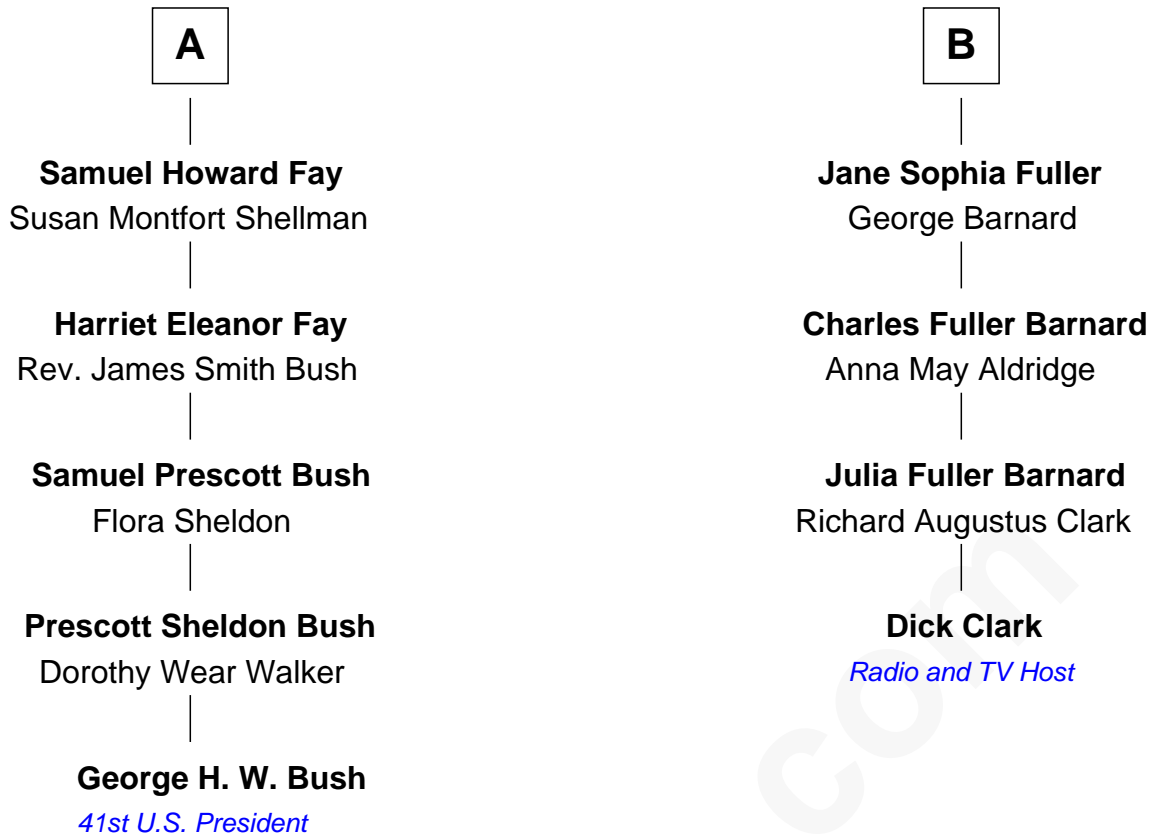 A
Samuel Howard Fay
Susan Montfort Shellman
Harriet Eleanor Fay
Rev. James Smith Bush
Samuel Prescott Bush
Flora Sheldon
Prescott Sheldon Bush
Dorothy Wear Walker
George H. W. Bush
41st U.S. President
B
Jane Sophia Fuller
George Barnard
Charles Fuller Barnard
Anna May Aldridge
Julia Fuller Barnard
Richard Augustus Clark
Dick Clark
Radio and TV Host
com